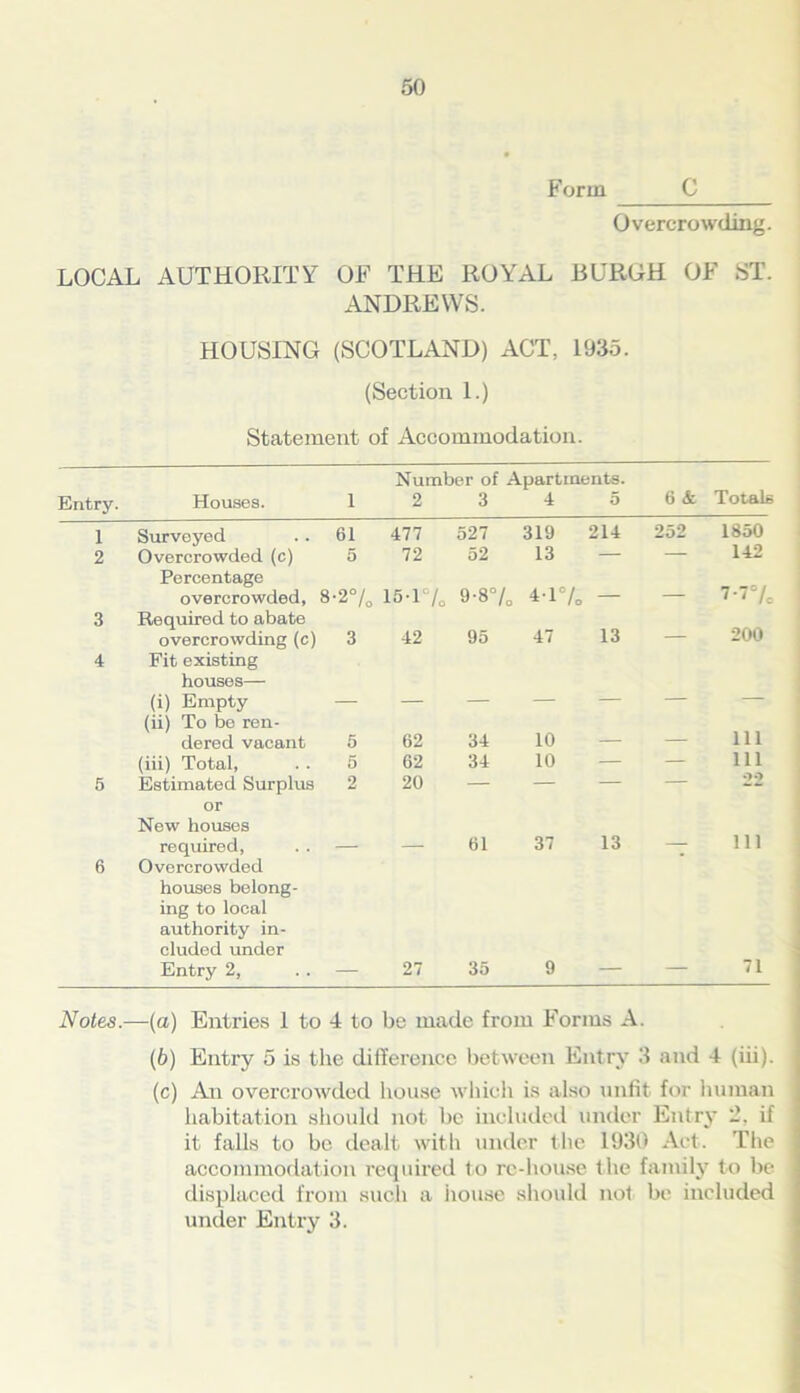 50
Form C
Overcrowding.
LOCAL AUTHORITY OF THE ROYAL BURGH OF ST.
ANDREWS.
HOUSING (SCOTLAND) ACT, 1935.
(Section 1.)
Statement of Accommodation.
Number of Apartments.
Entry. Houses. 1 2 3 4 5 6 & Totals
1 Surveyed .. 61 477 527 319 214 252 1850
2 Overcrowded (c) 5 72 52 13 — — 142
Percentage
overcrowded, 8·2% 15·1% 9·8% 4·1% — — 7·7%
3 Required to abate
overcrowding (c) 3 42 95 47 13 — 200
4 Fit existing
houses—
(i) Empty — — — — — — —
(ii) To be ren-
dered vacant 5 62 34 10 — — 111
(iii) Total, .. 5 62 34 10 — — 111
5 Estimated Surplus 2 20 — — — — 22
or
New houses
required, .. — — 61 37 13 — 111
6 Overcrowded
houses belong-
ing to local
authority in-
cluded under
Entry 2, .. — 27 35 9 — — 71
Notes.—(a) Entries 1 to 4 to be made from Forms A.
(b) Entry 5 is the difference between Entry 3 and 4 (iii).
(c) An overcrowded house which is also unfit for human
habitation should not be included under Entry 2, if
it falls to be dealt with under the 1930 Act. The
accommodation required to re-house the family to be
displaced from such a house should not be included
under Entry 3.